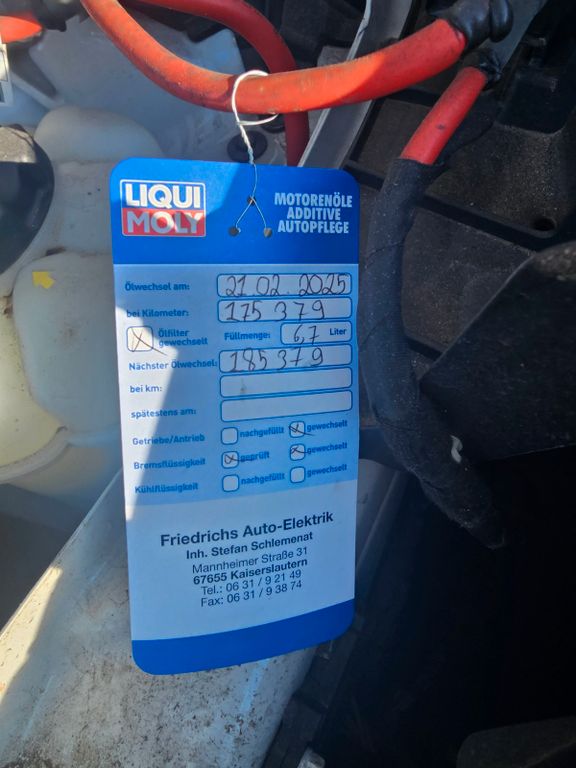 LIQUI
MOLY
MOTORENÖLE
ADDITIVE
AUTOPFLEGE
Ölwechsel am: 21.02.2025
bei Kilometer: 175 379
Ölfilter gewechselt Füllmenge: 6,7 Liter
Nächster Ölwechsel: 185379
bei km:
spätestens am:
Getriebe/Antrieb nachgefüllt gewechselt
Bremsflüssigkeit geprüft gewechselt
Kühlflüssigkeit nachgefüllt gewechselt
Friedrichs Auto-Elektrik
Inh. Stefan Schlemenat
Mannheimer Straße 31
67655 Kaiserslautern
Tel.: 06 31 / 9 21 49
Fax: 06 31 / 9 38 74